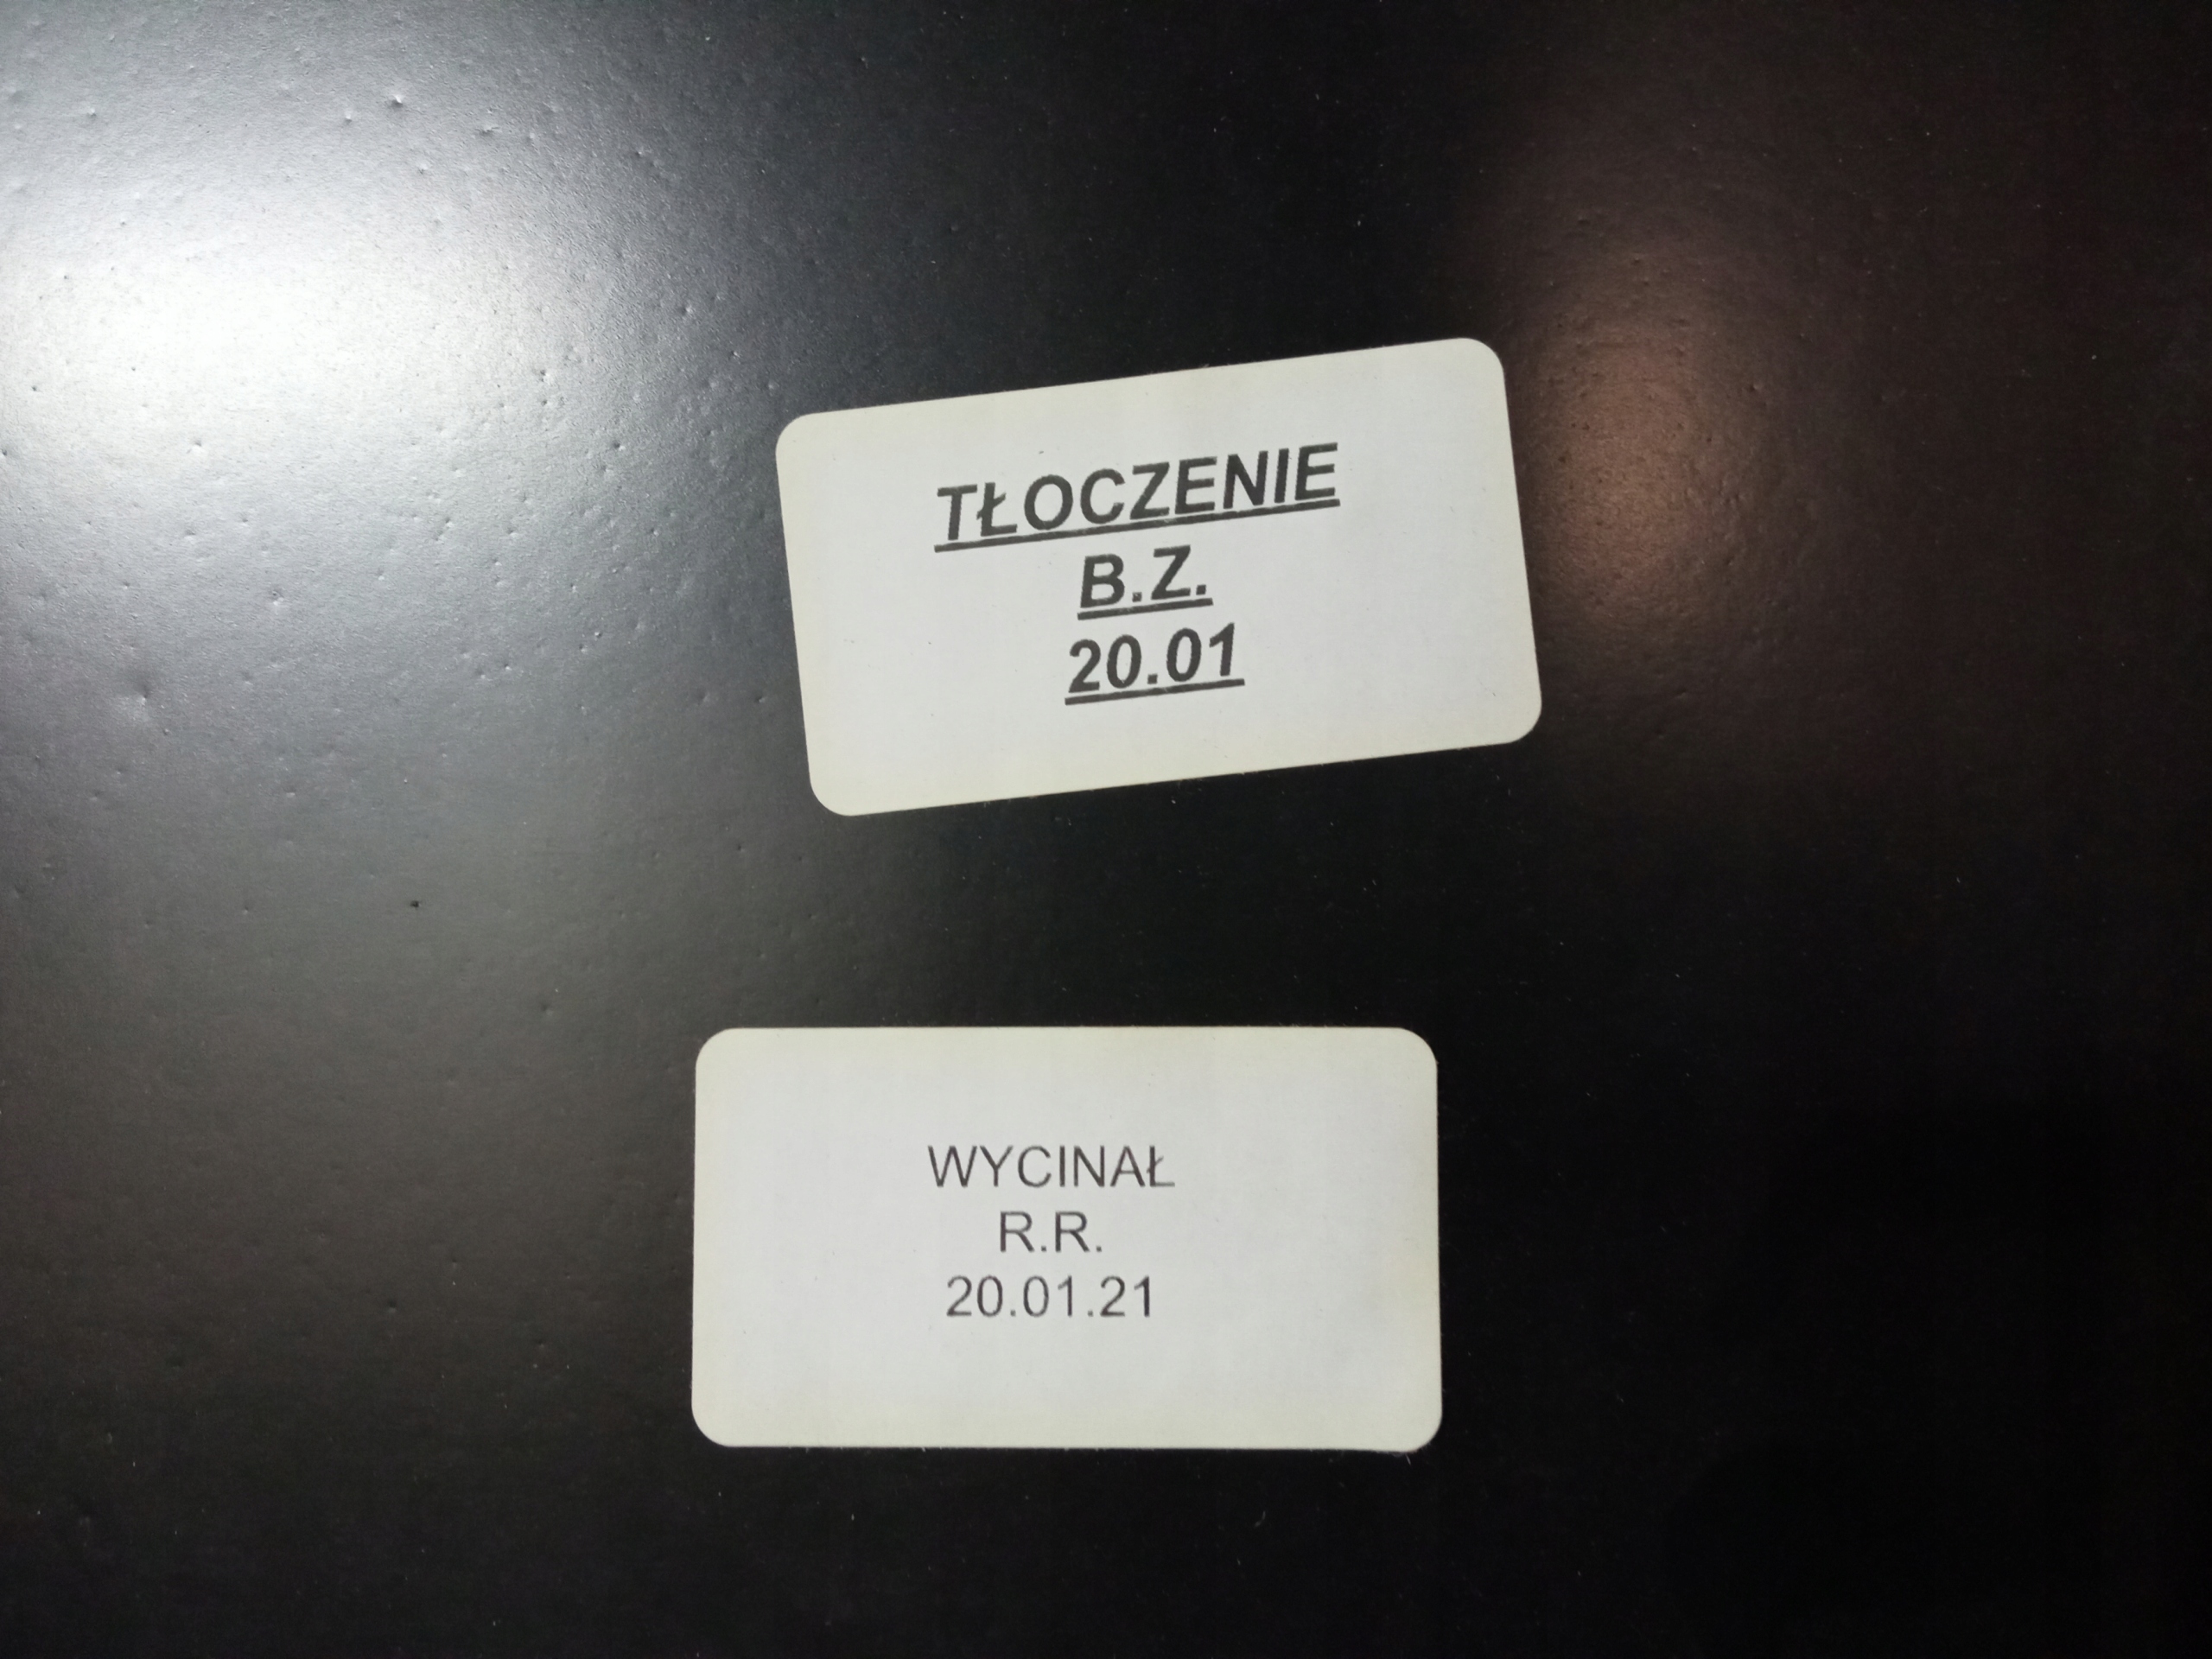 TŁOCZENIE
B.Z.
20.01
WYCINAŁ
R.R.
20.01.21